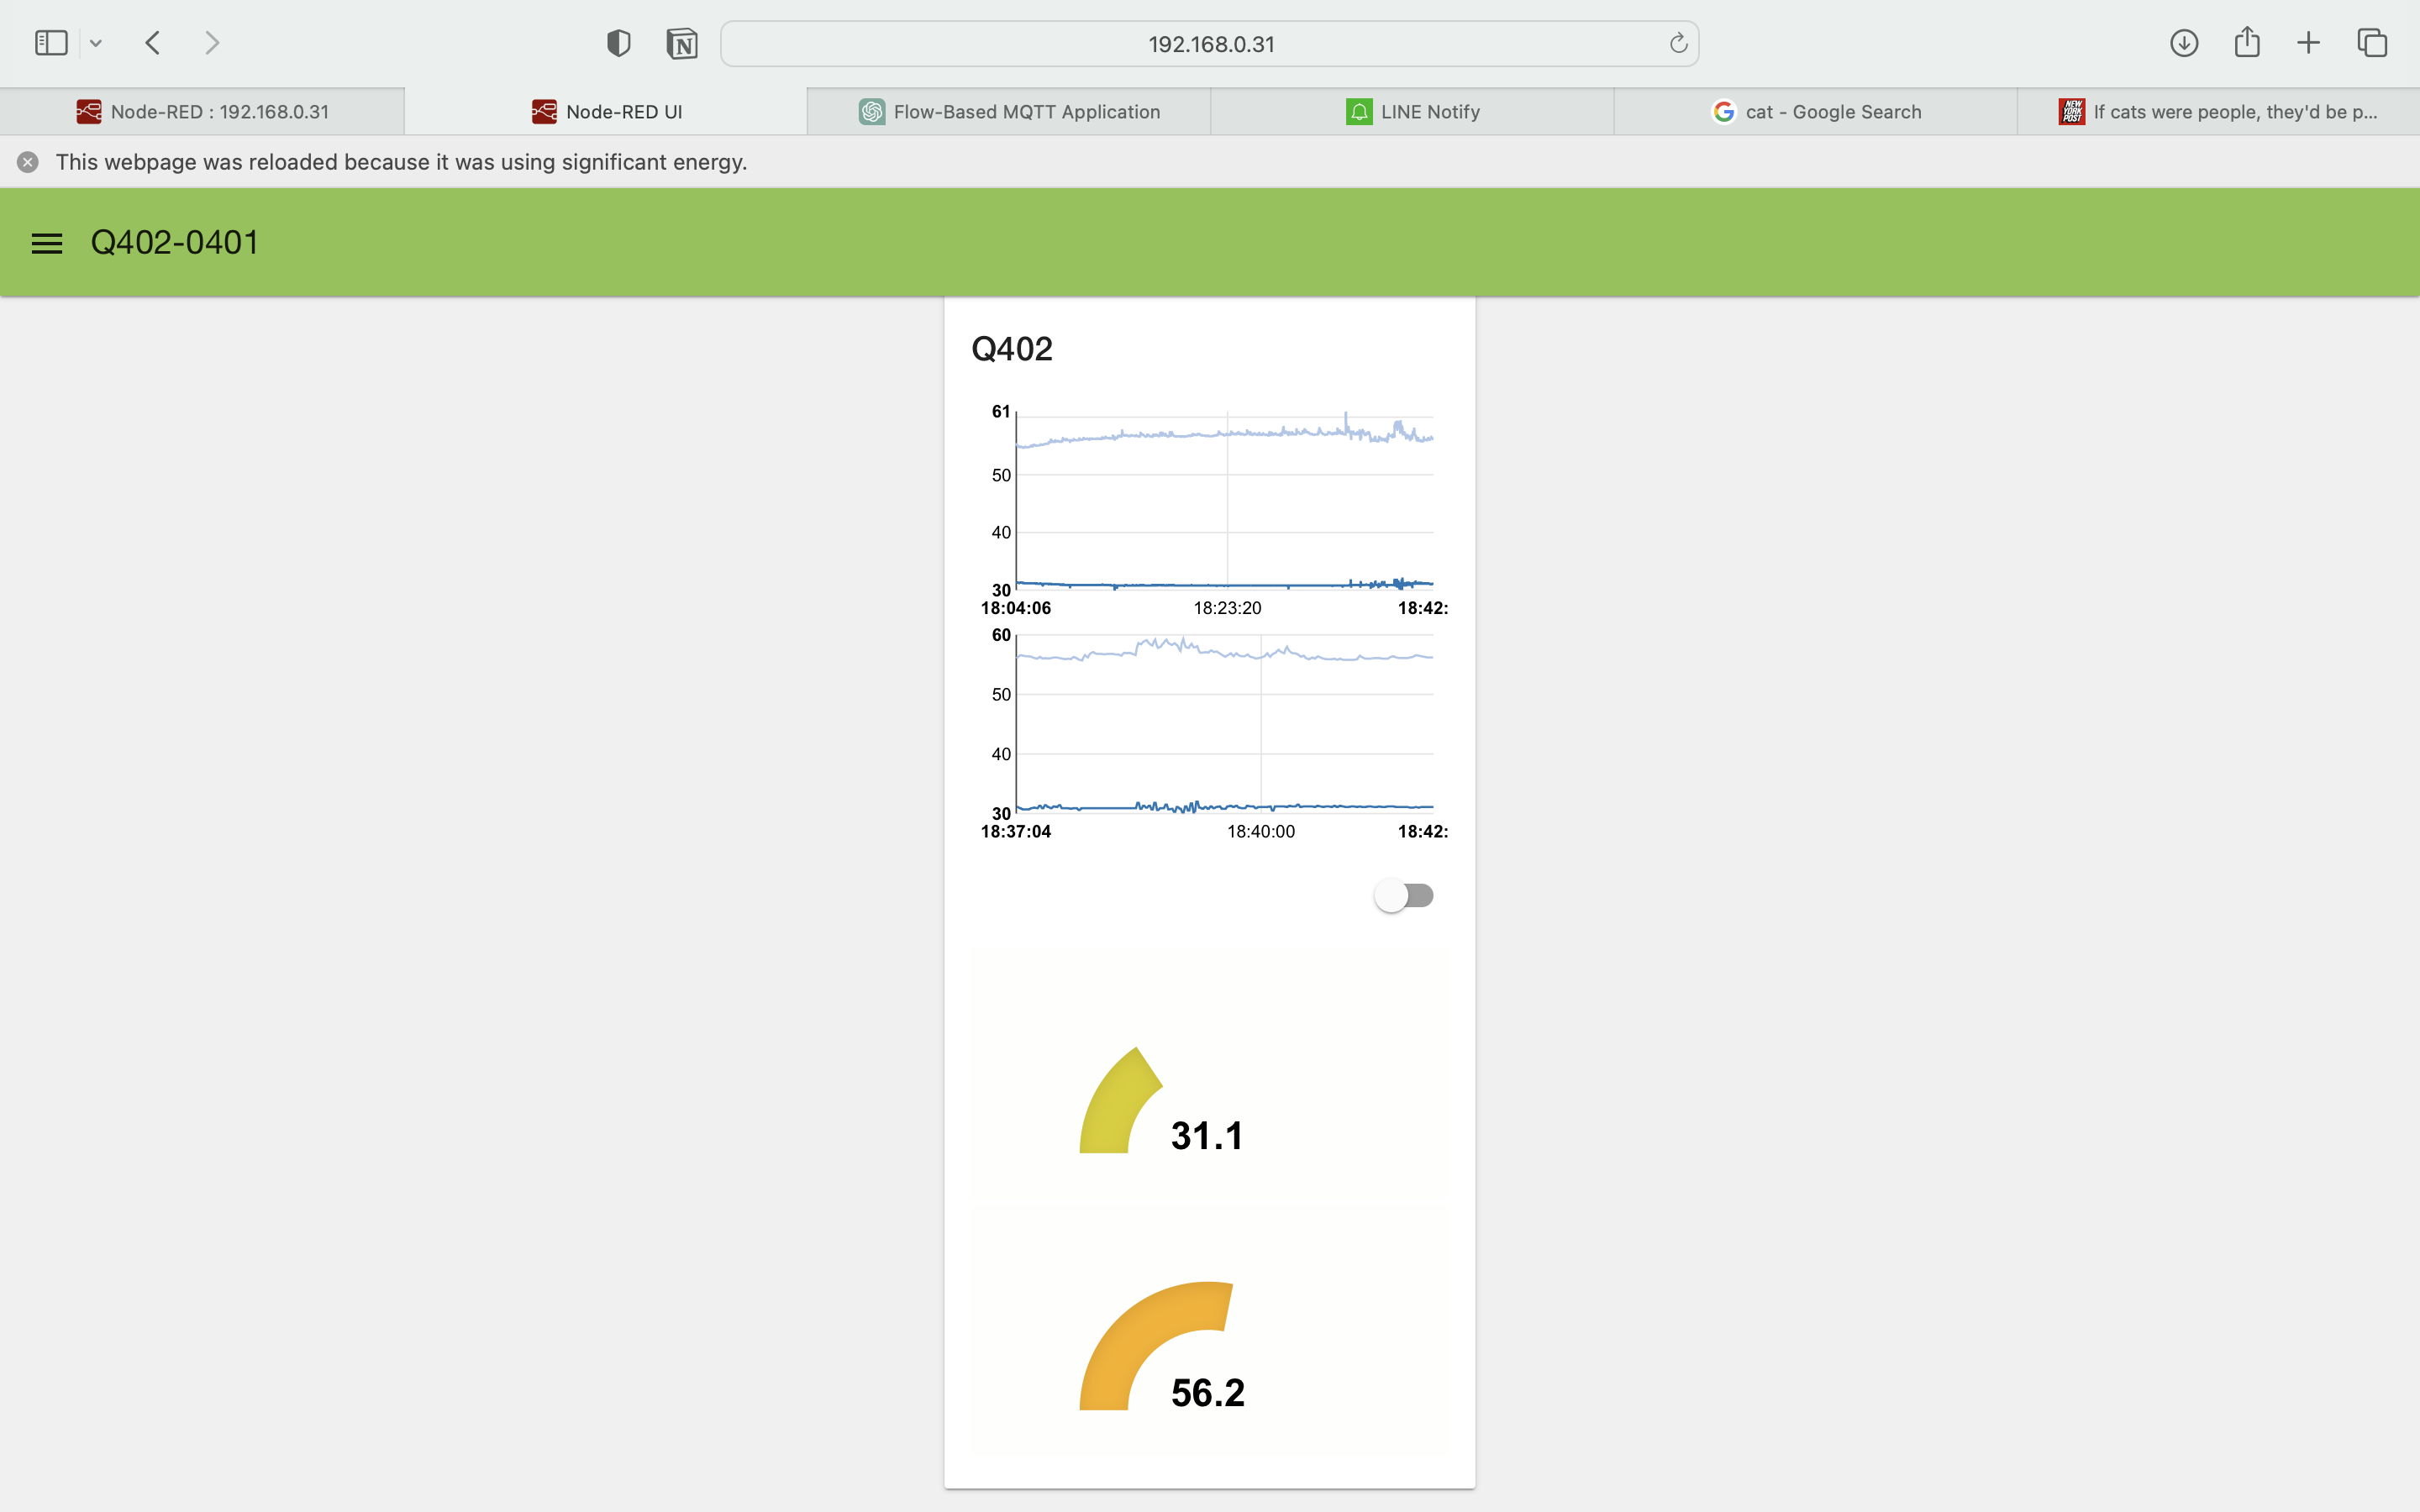 192.168.0.31
Node-RED : 192.168.0.31
Node-RED UI
Flow-Based MQTT Application
LINE Notify
cat - Google Search
NEW YORK POST
If cats were people, they'd be p...
This webpage was reloaded because it was using significant energy.
Q402-0401
Q402
61
50
40
30
18:04:06 18:23:20 18:42:
60
50
40
30
18:37:04 18:40:00 18:42:
31.1
56.2